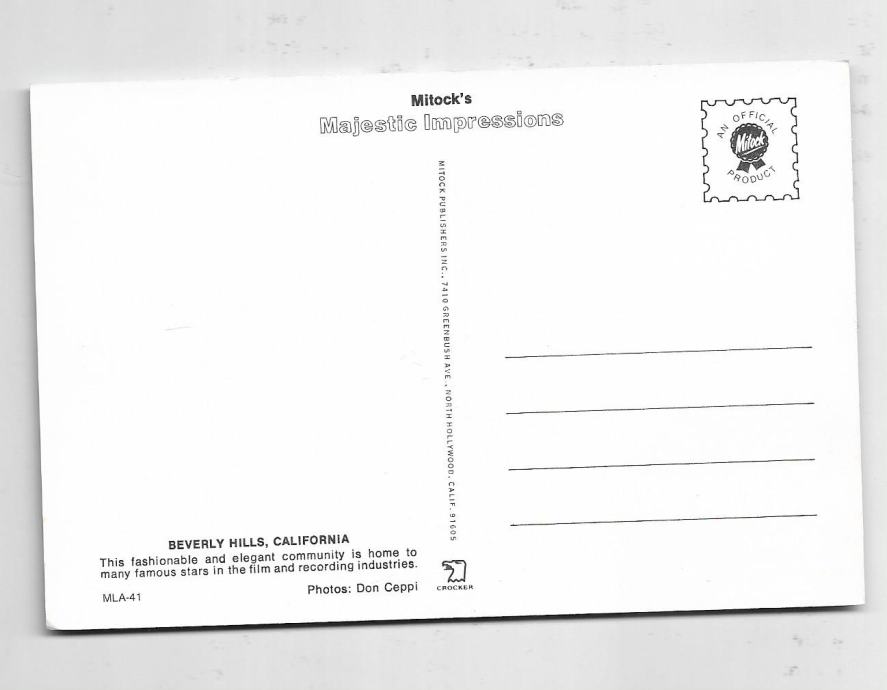 Mitock's
Majestic Impressions
AN OFFICIAL
Mitock
PRODUCT
MITOCK PUBLISHERS INC., 7410 GREENBUSH AVE., NORTH HOLLYWOOD, CALIF. 91605
BEVERLY HILLS, CALIFORNIA
This fashionable and elegant community is home to
many famous stars in the film and recording industries.
Photos: Don Ceppi
MLA-41
CROCKER